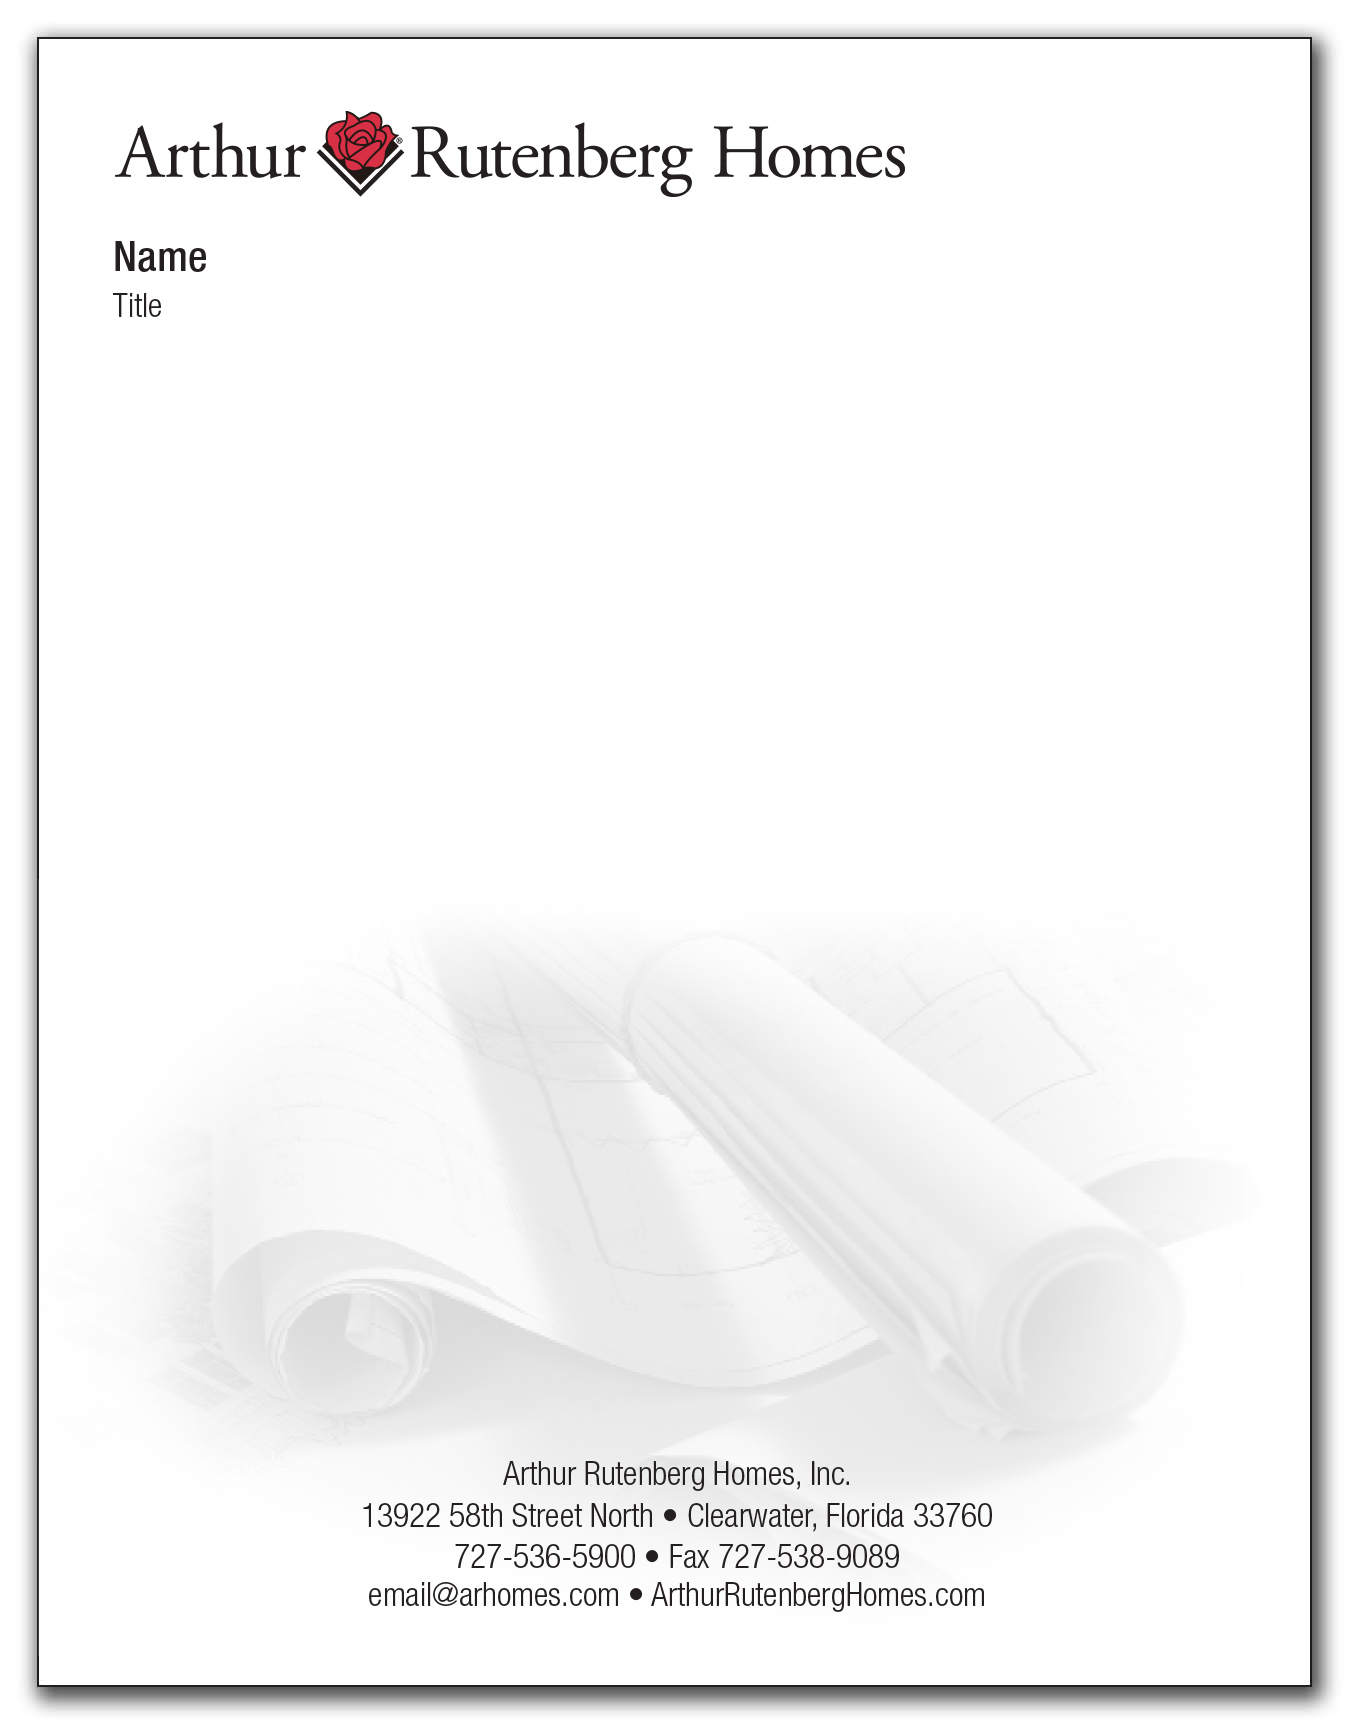 Arthur ® Rutenberg Homes
Name
Title
Arthur Rutenberg Homes, Inc.
13922 58th Street North • Clearwater, Florida 33760
727-536-5900 • Fax 727-538-9089
email@arhomes.com • ArthurRutenbergHomes.com